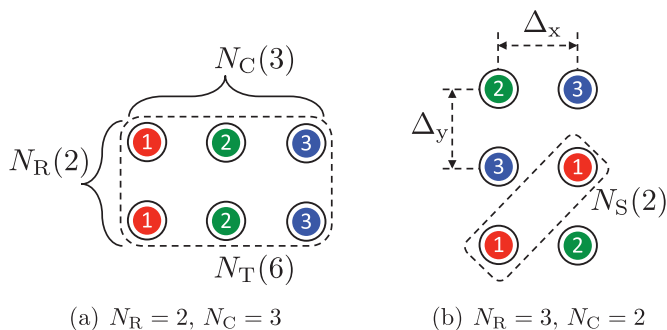 N_C(3)
N_R(2)
1 2 3
1 2 3
N_T(6)
(a) N_R = 2, N_C = 3
Δ_x
Δ_y
2 3
3 1
1 2
N_S(2)
(b) N_R = 3, N_C = 2